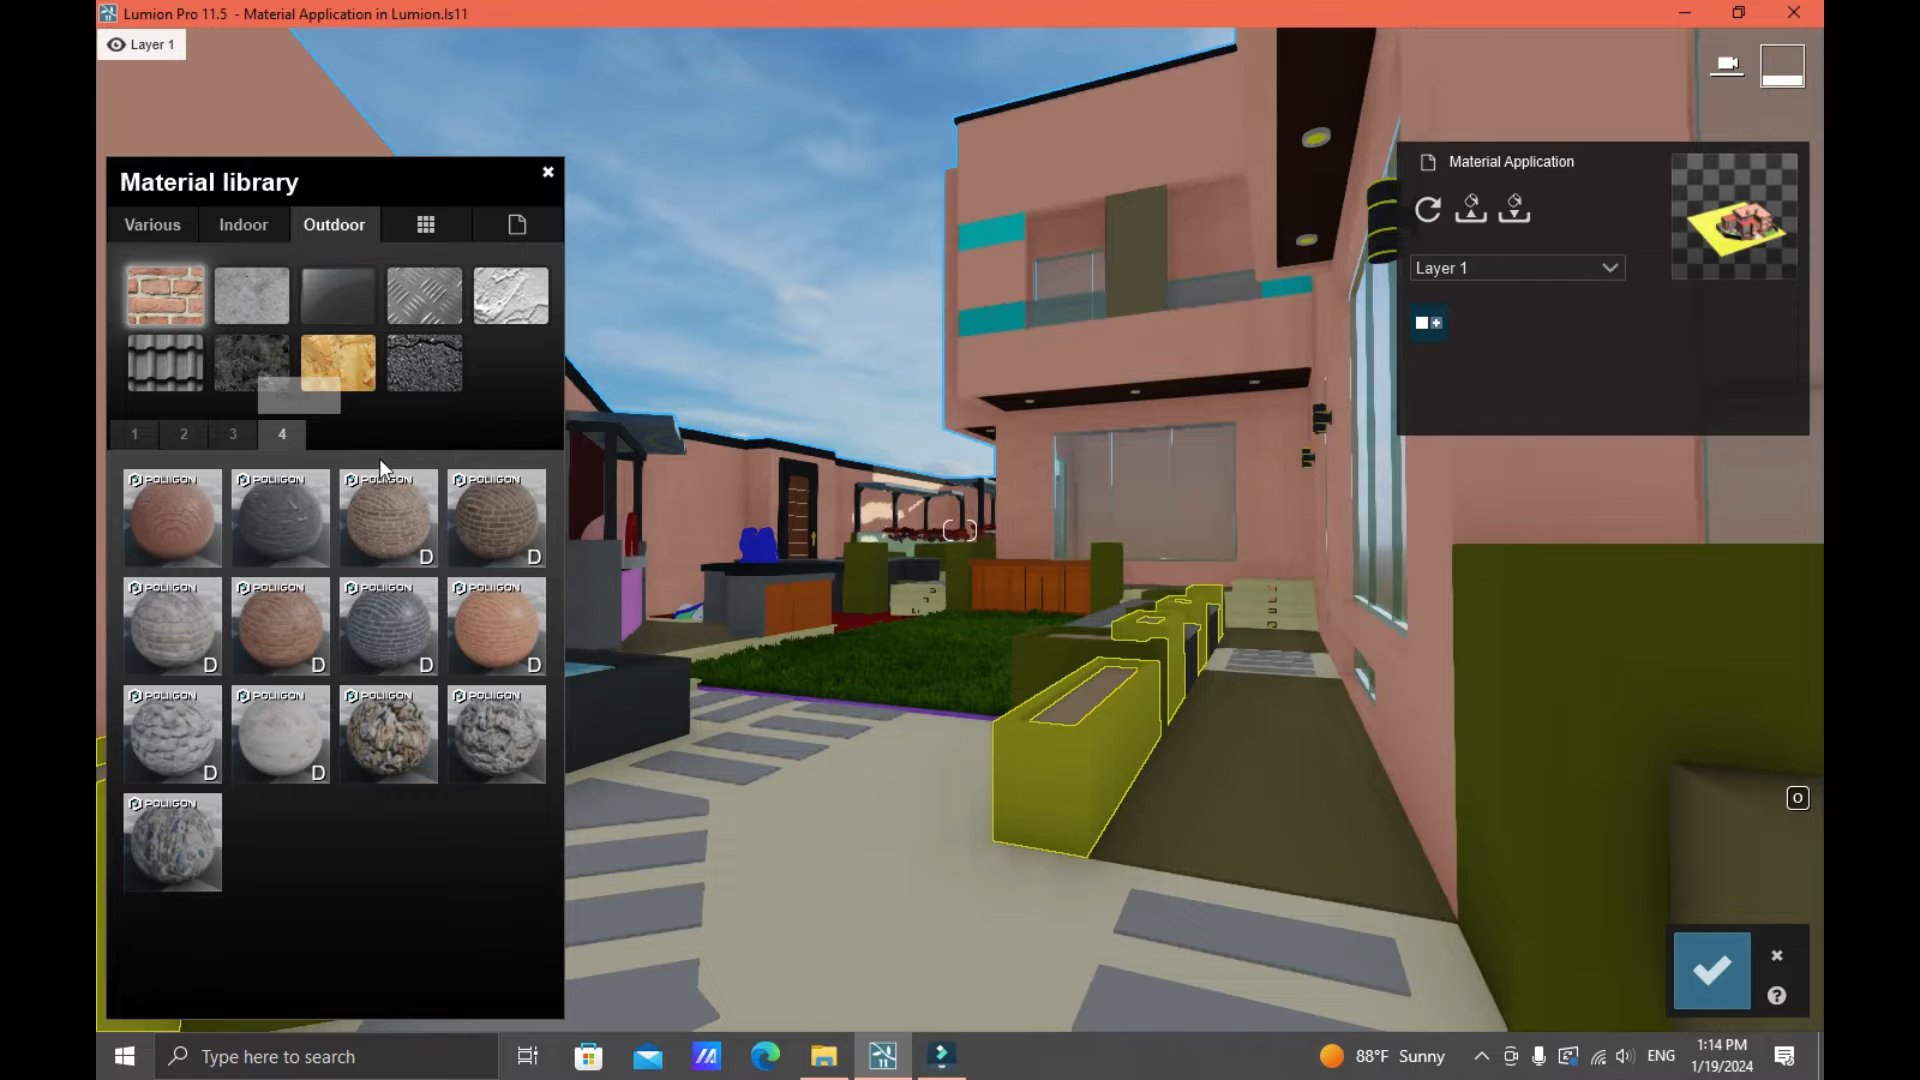 Lumion Pro 11.5 - Material Application in Lumion.ls11
Layer 1
Material library
Various
Indoor
Outdoor
1
2
3
4
POLIIGON
POLIIGON
POLIIGON
D
POLIIGON
D
POLIIGON
D
POLIIGON
D
POLIIGON
D
POLIIGON
D
POLIIGON
D
POLIIGON
D
POLIIGON
POLIIGON
POLIIGON
Material Application
Layer 1
O
Type here to search
88°F Sunny
ENG
1:14 PM
1/19/2024